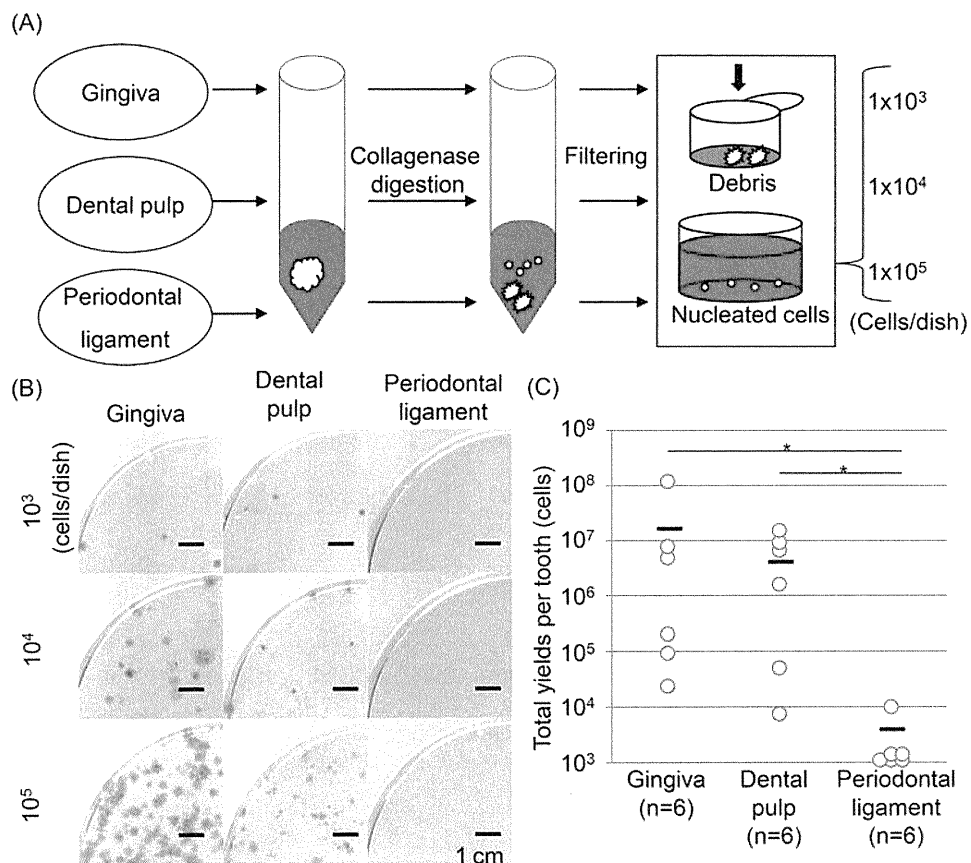 (A)
Gingiva
Dental pulp
Periodontal
ligament
Collagenase
digestion
Filtering
Debris
Nucleated cells
1x10³
1x10⁴
1x10⁵
(Cells/dish)
(B)
Gingiva
Dental
pulp
Periodontal
ligament
10³
(cells/dish)
10⁴
10⁵
1 cm
(C)
Total yields per tooth (cells)
10⁹
10⁸
10⁷
10⁶
10⁵
10⁴
10³
*
*
Gingiva
(n=6)
Dental
pulp
(n=6)
Periodontal
ligament
(n=6)